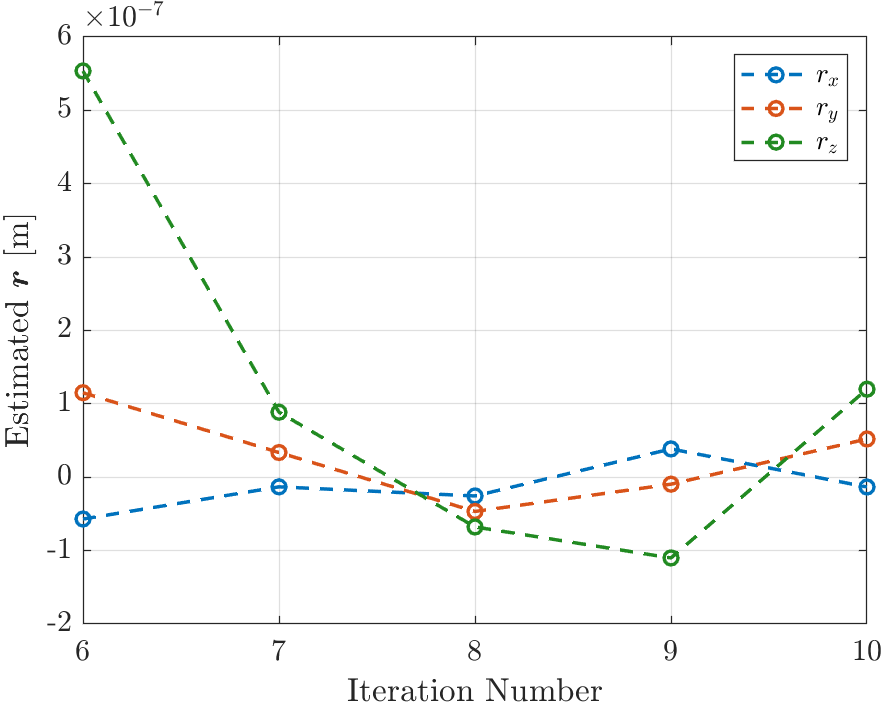 ×10⁻⁷
6
5
4
3
2
1
0
-1
-2
Estimated r [m]
6 7 8 9 10
Iteration Number
rₓ
r_y
r_z